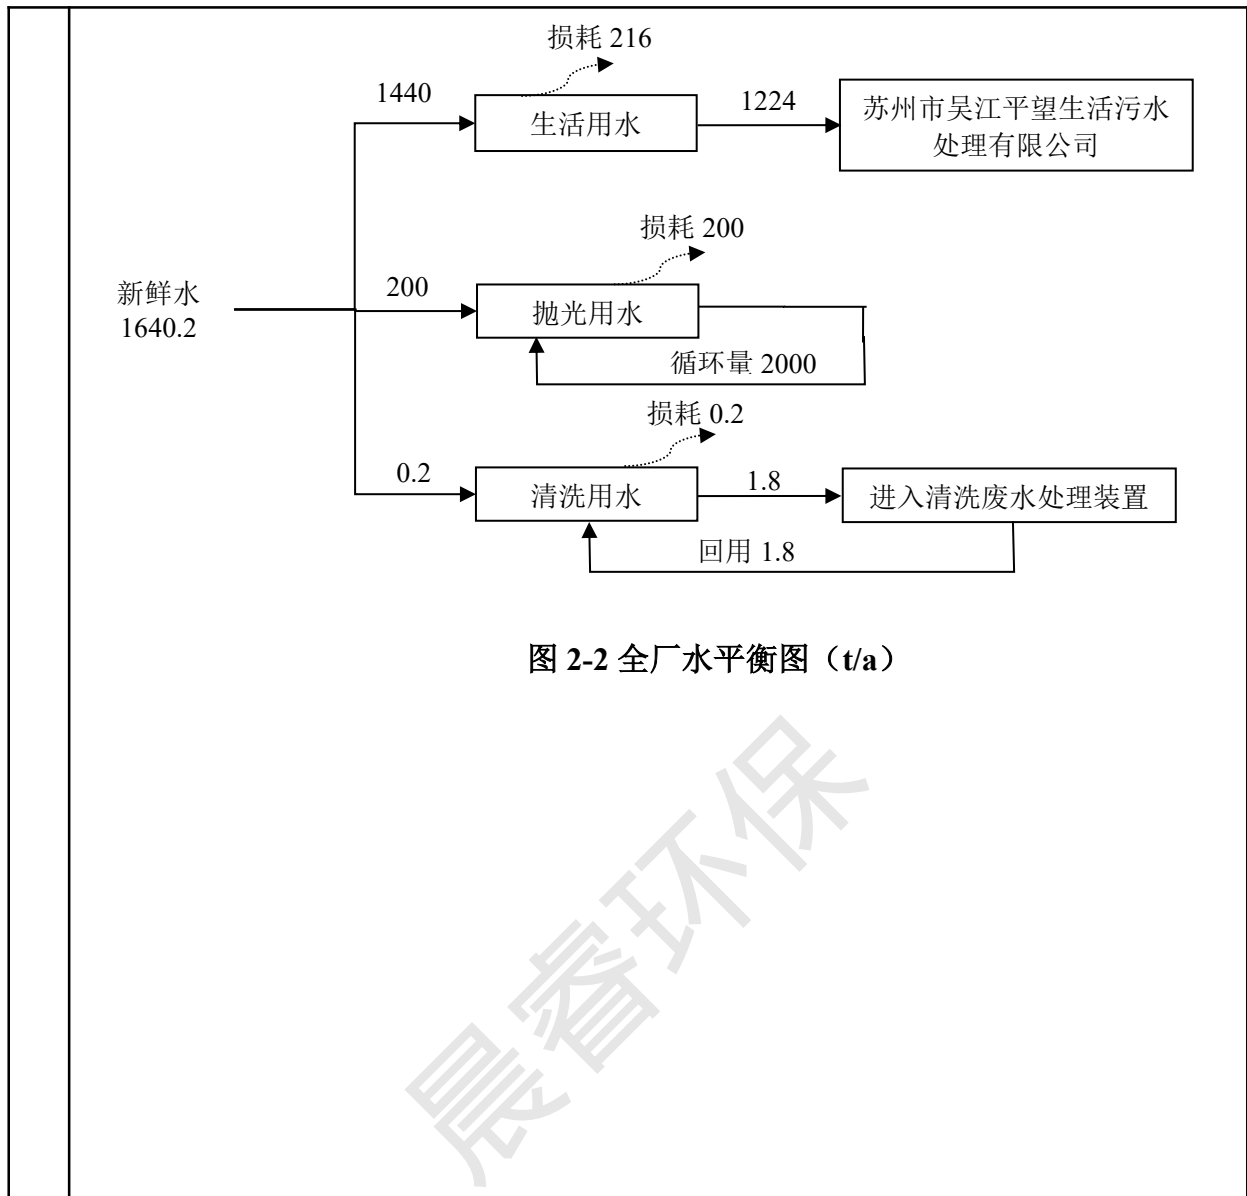 损耗 216
1440
生活用水
1224
苏州市吴江平望生活污水
处理有限公司
损耗 200
新鲜水
1640.2
200
抛光用水
循环量 2000
损耗 0.2
0.2
清洗用水
1.8
进入清洗废水处理装置
回用 1.8
图 2-2 全厂水平衡图（t/a）
晨睿环保